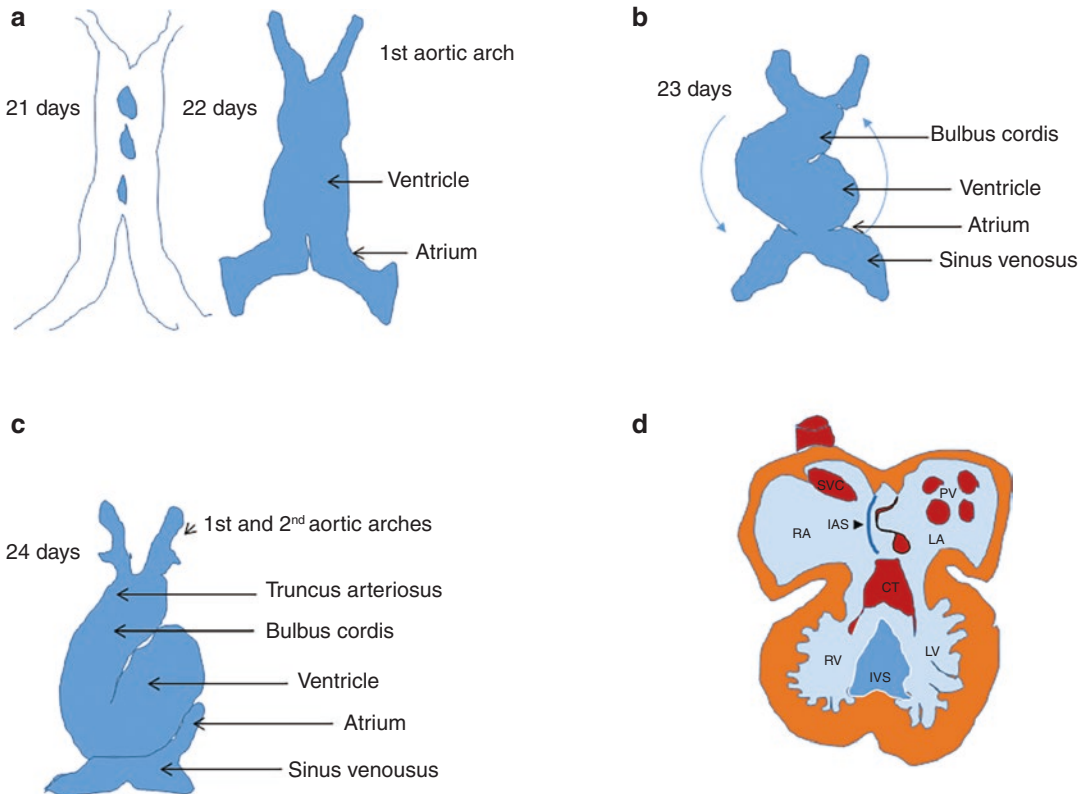 a
21 days
22 days
1st aortic arch
Ventricle
Atrium
b
23 days
Bulbus cordis
Ventricle
Atrium
Sinus venosus
c
24 days
1st and 2nd aortic arches
Truncus arteriosus
Bulbus cordis
Ventricle
Atrium
Sinus venousus
d
SVC
PV
IAS
RA
LA
CT
RV
LV
IVS